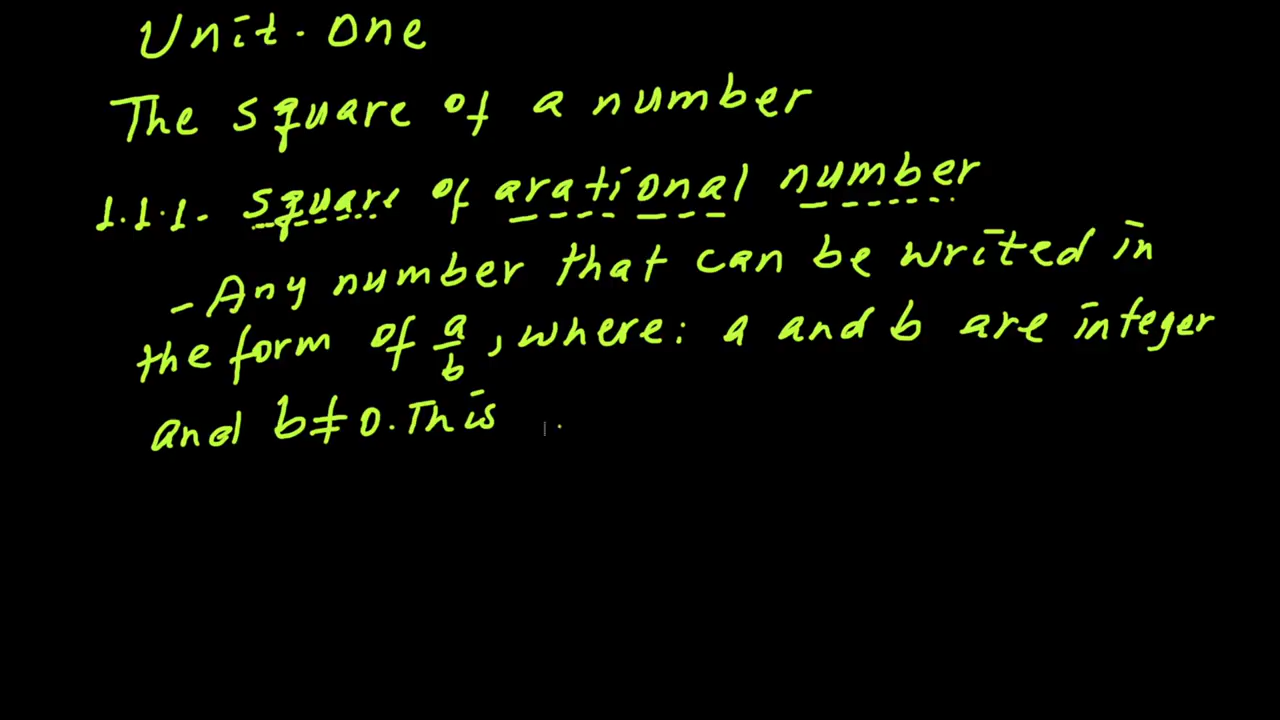 Unit. One
The square of a number
1.1.1. square of arational number
- Any number that can be writed in
the form of a/b, where: a and b are integer
and b≠0. This